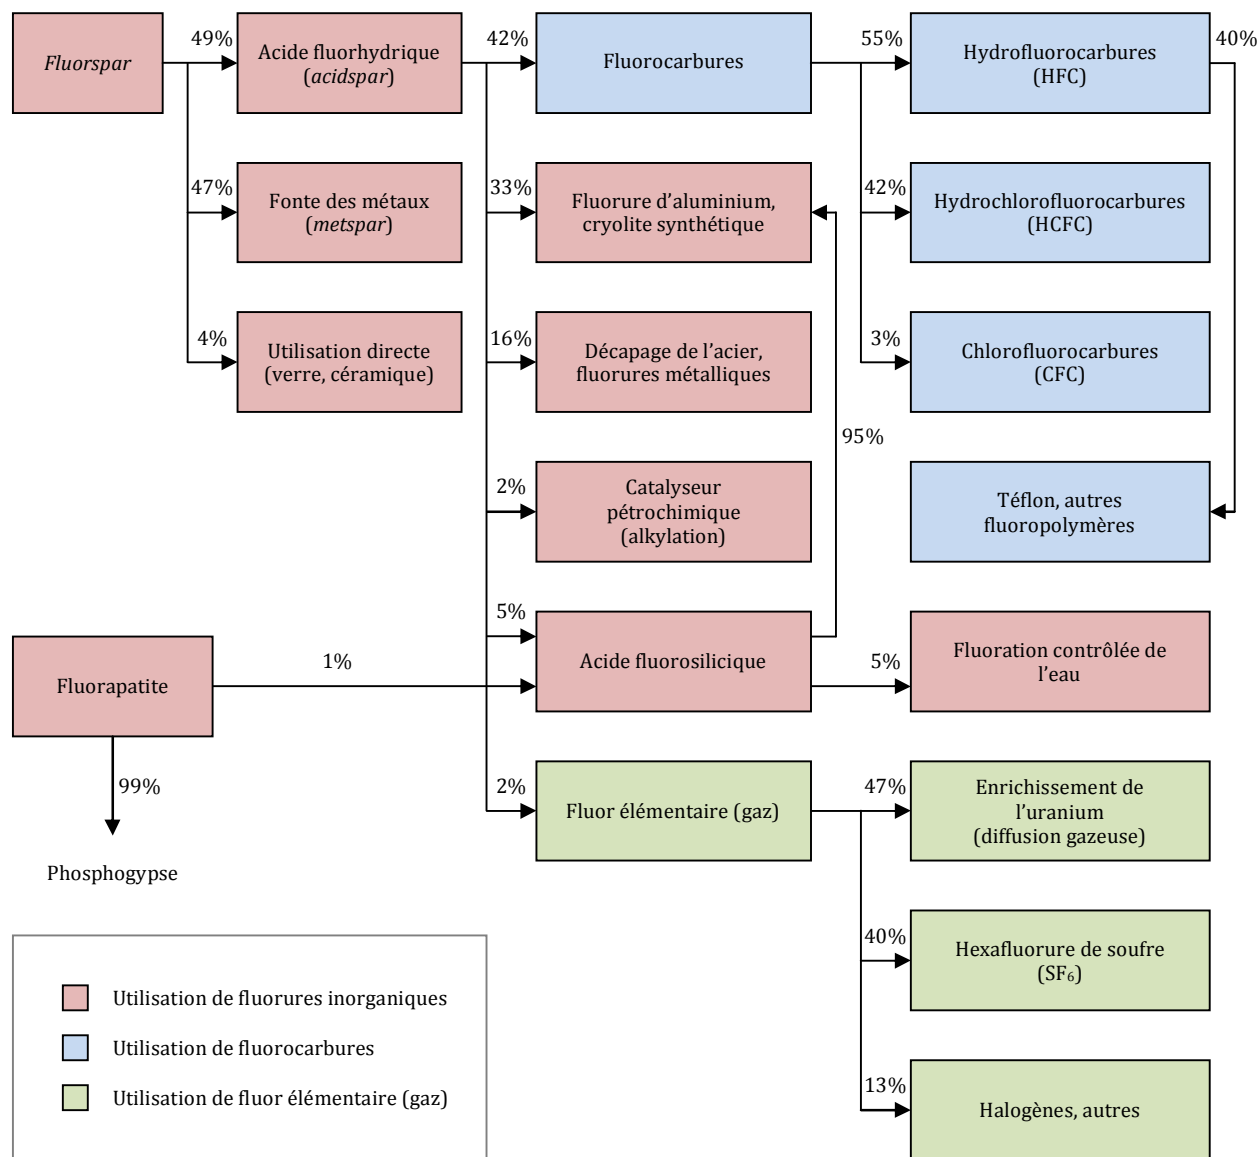 Fluorspar
49%
Acide fluorhydrique
(acidspar)
42%
Fluorocarbures
55%
Hydrofluorocarbures
(HFC)
40%
47%
Fonte des métaux
(metspar)
33%
Fluorure d'aluminium,
cryolite synthétique
42%
Hydrochlorofluorocarbures
(HCFC)
4%
Utilisation directe
(verre, céramique)
16%
Décapage de l'acier,
fluorures métalliques
3%
Chlorofluorocarbures
(CFC)
95%
2%
Catalyseur
pétrochimique
(alkylation)
Téflon, autres
fluoropolymères
Fluorapatite
1%
5%
Acide fluorosilicique
5%
Fluoration contrôlée de
l'eau
99%
Phosphogypse
2%
Fluor élémentaire (gaz)
47%
Enrichissement de
l'uranium
(diffusion gazeuse)
40%
Hexafluorure de soufre
(SF₆)
13%
Halogènes, autres
Utilisation de fluorures inorganiques
Utilisation de fluorocarbures
Utilisation de fluor élémentaire (gaz)